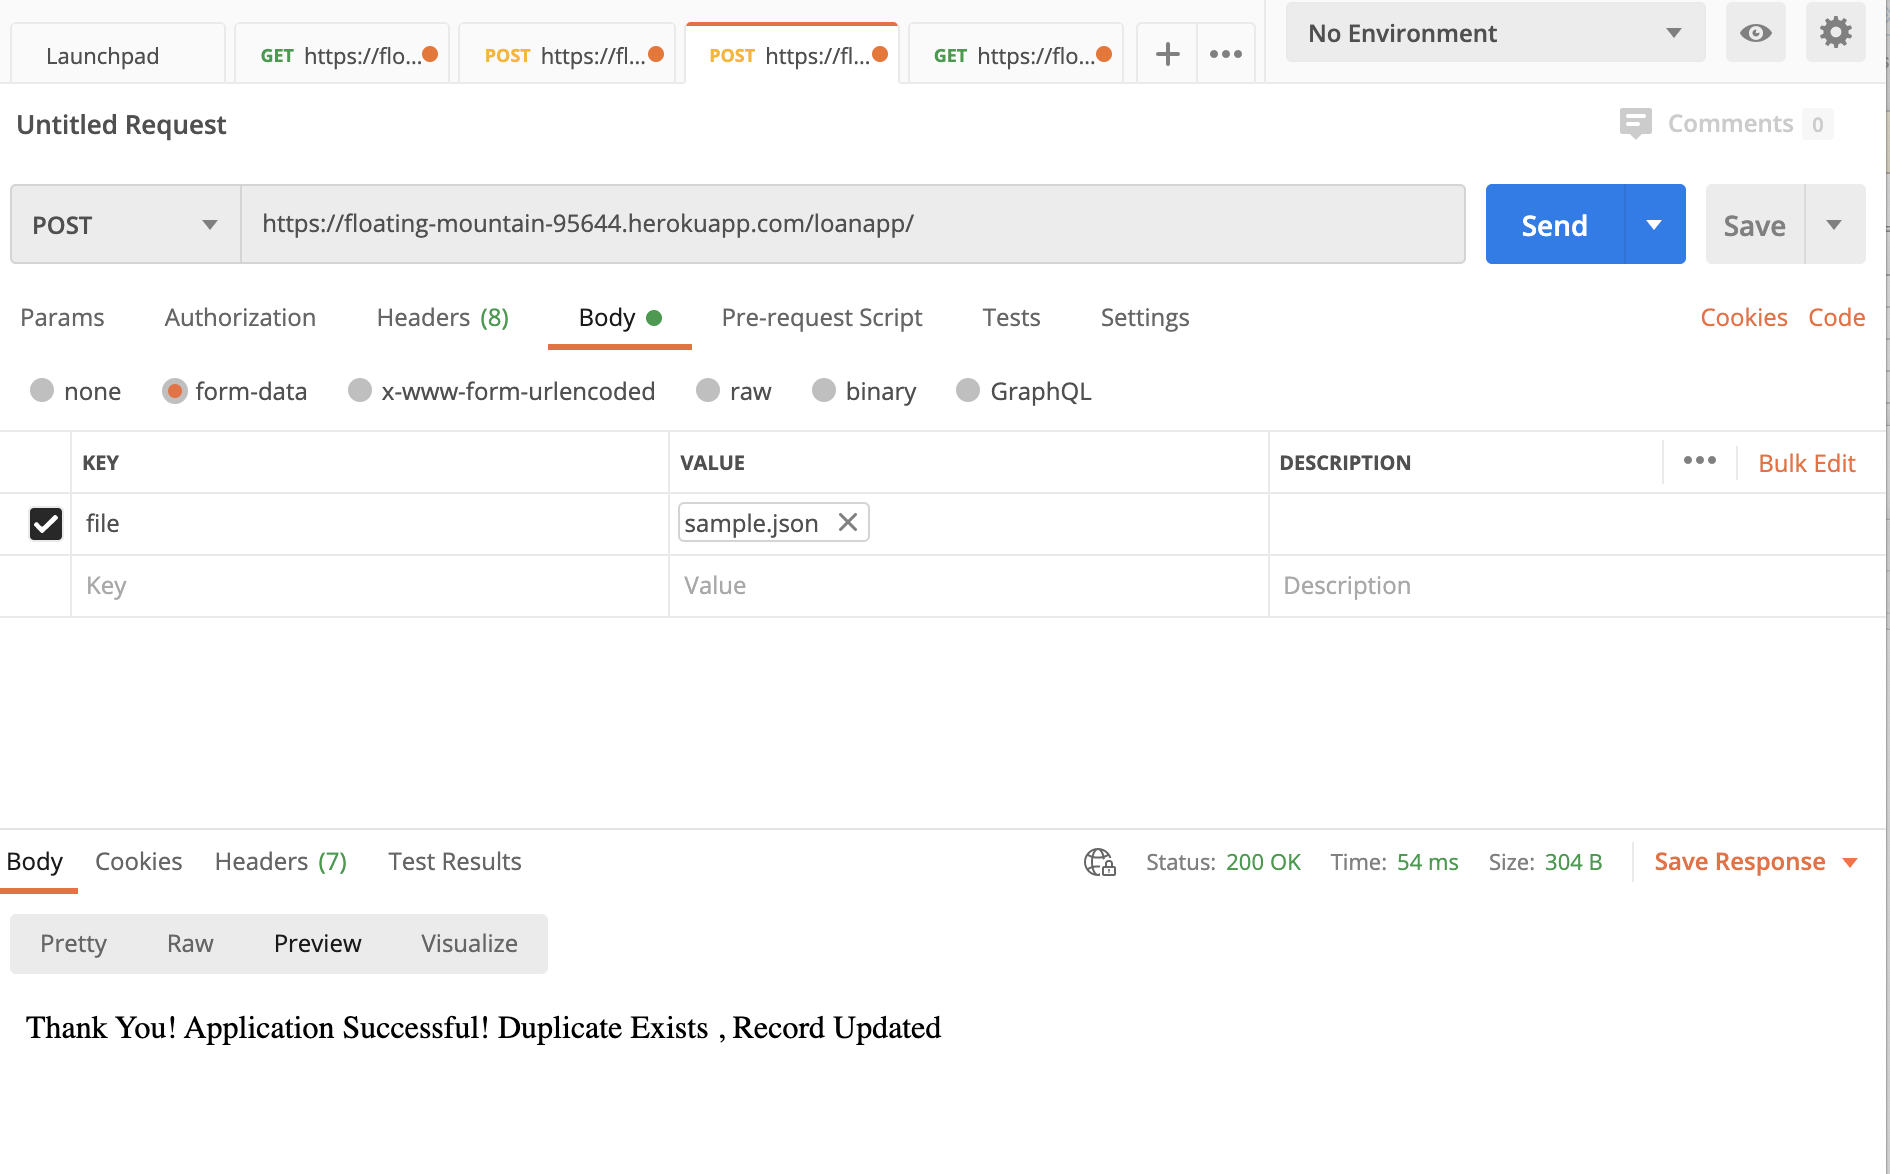 Launchpad
GET https://flo...
POST https://fl...
POST https://fl...
GET https://flo...
No Environment
Untitled Request
Comments 0
POST
https://floating-mountain-95644.herokuapp.com/loanapp/
Send
Save
Params Authorization Headers (8) Body Pre-request Script Tests Settings Cookies Code
none form-data x-www-form-urlencoded raw binary GraphQL
KEY VALUE DESCRIPTION Bulk Edit
file sample.json
Key Value Description
Body Cookies Headers (7) Test Results Status: 200 OK Time: 54 ms Size: 304 B Save Response
Pretty Raw Preview Visualize
Thank You! Application Successful! Duplicate Exists , Record Updated